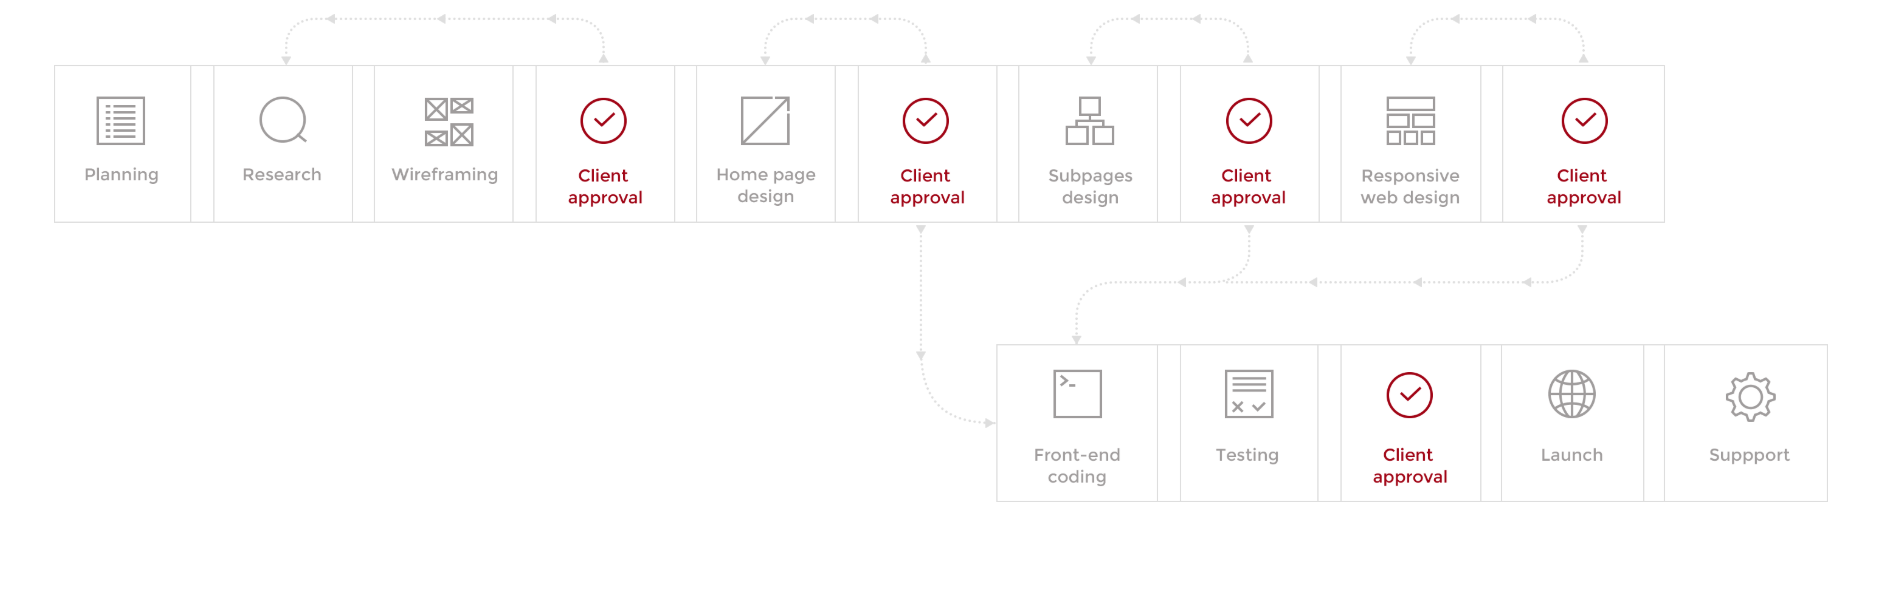 Planning
Research
Wireframing
Client
approval
Home page
design
Client
approval
Subpages
design
Client
approval
Responsive
web design
Client
approval
Front-end
coding
Testing
Client
approval
Launch
Suppport